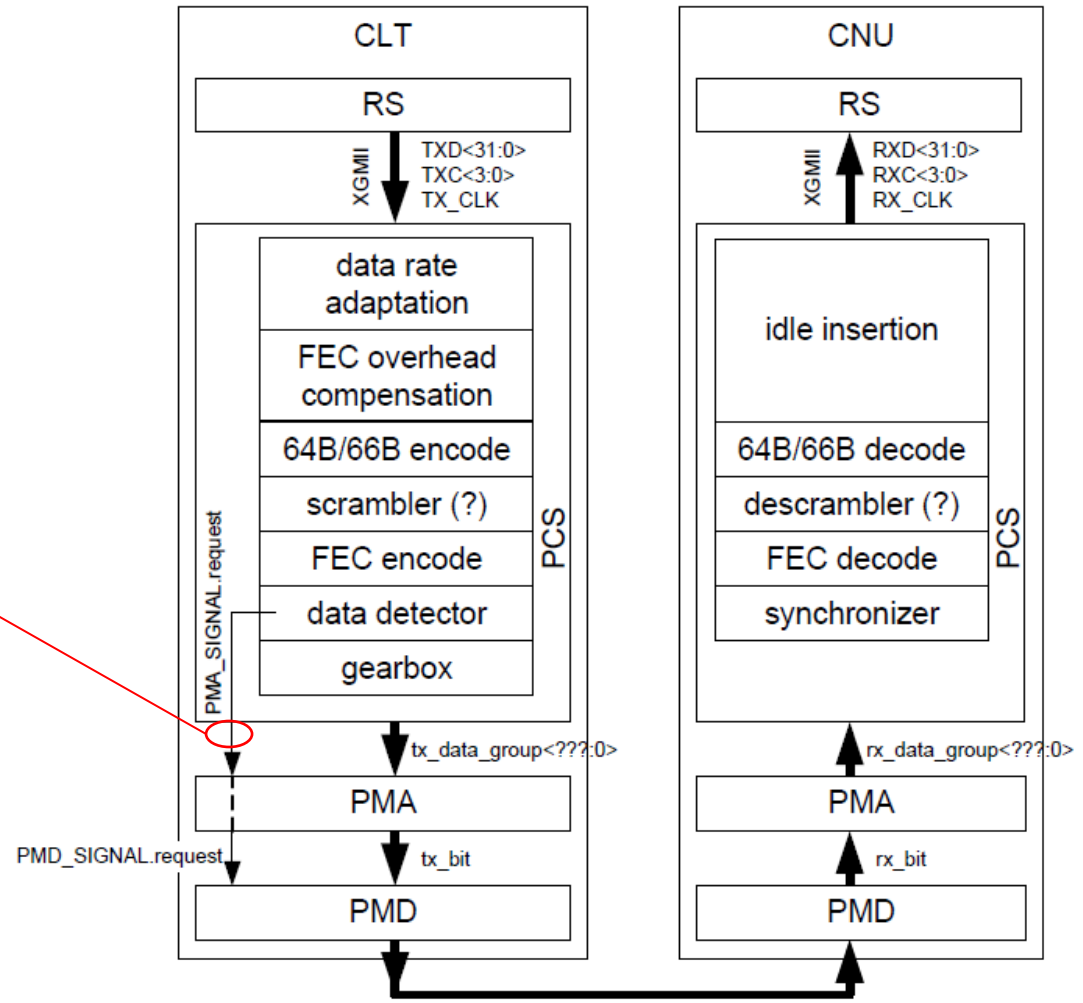 CLT
RS
XGMII
TXD<31:0>
TXC<3:0>
TX_CLK
data rate
adaptation
FEC overhead
compensation
64B/66B encode
scrambler (?)
FEC encode
data detector
gearbox
PCS
PMA_SIGNAL.request
tx_data_group<???:0>
PMA
PMD_SIGNAL.request
tx_bit
PMD
CNU
RS
XGMII
RXD<31:0>
RXC<3:0>
RX_CLK
idle insertion
64B/66B decode
descrambler (?)
FEC decode
synchronizer
PCS
rx_data_group<???:0>
PMA
rx_bit
PMD